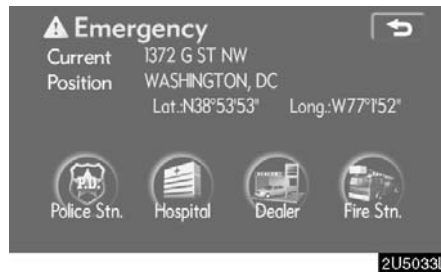 Emergency
Current 1372 G ST NW
Position WASHINGTON, DC
Lat.:N38°53'53" Long.:W77°1'52"
P.D.
Police Stn. Hospital Dealer Fire Stn.
2U5033